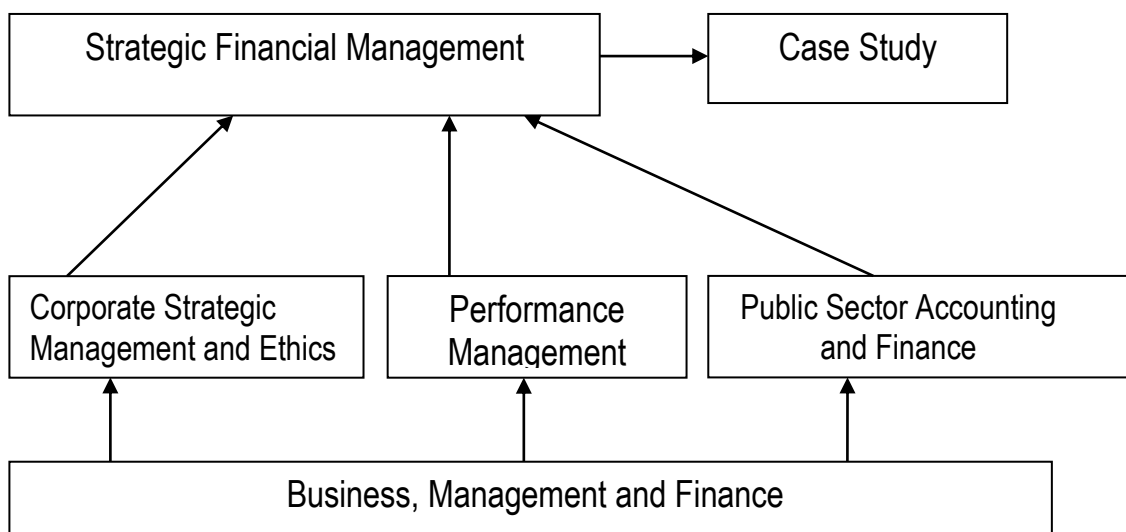 Strategic Financial Management
Case Study
Corporate Strategic
Management and Ethics
Performance
Management
Public Sector Accounting
and Finance
Business, Management and Finance